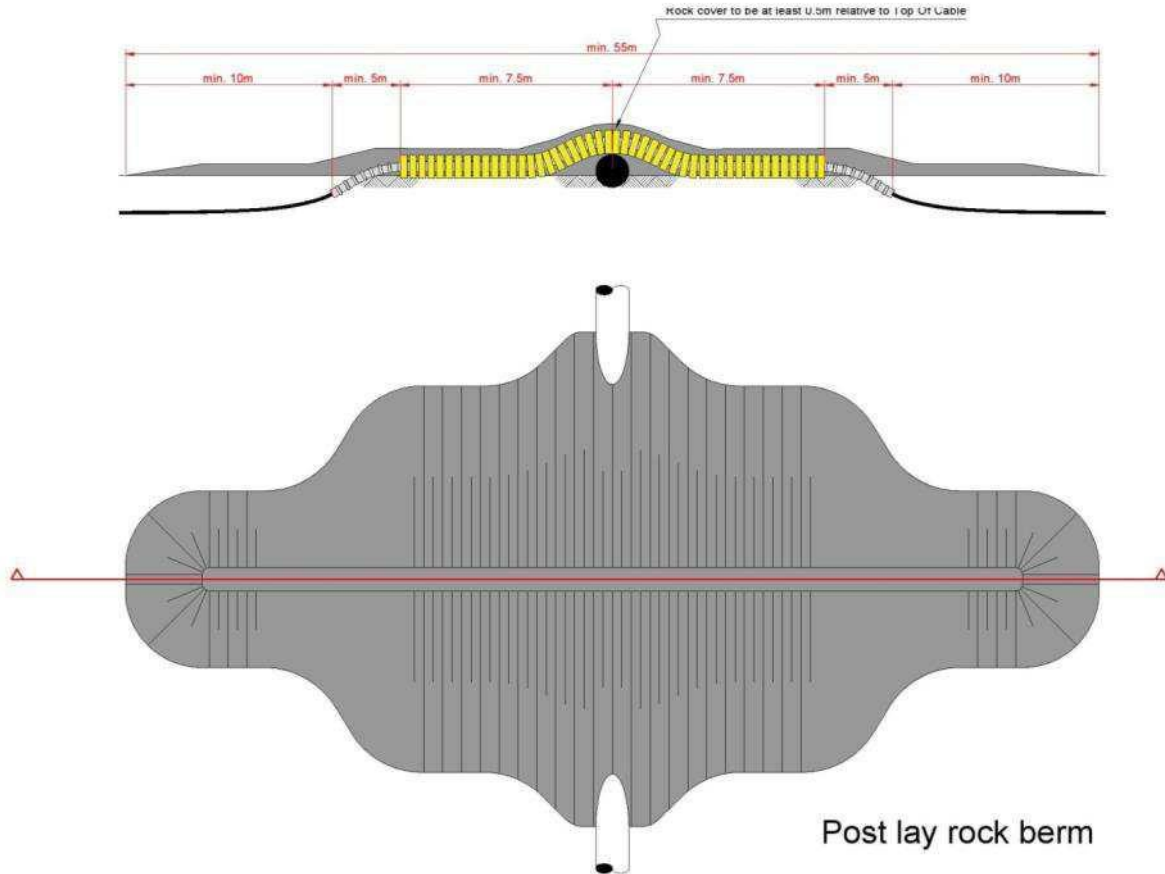 Rock cover to be at least 0.5m relative to Top Of Cable
min. 55m
min. 10m min. 5m min. 7.5m min. 7.5m min. 5m min. 10m
Post lay rock berm